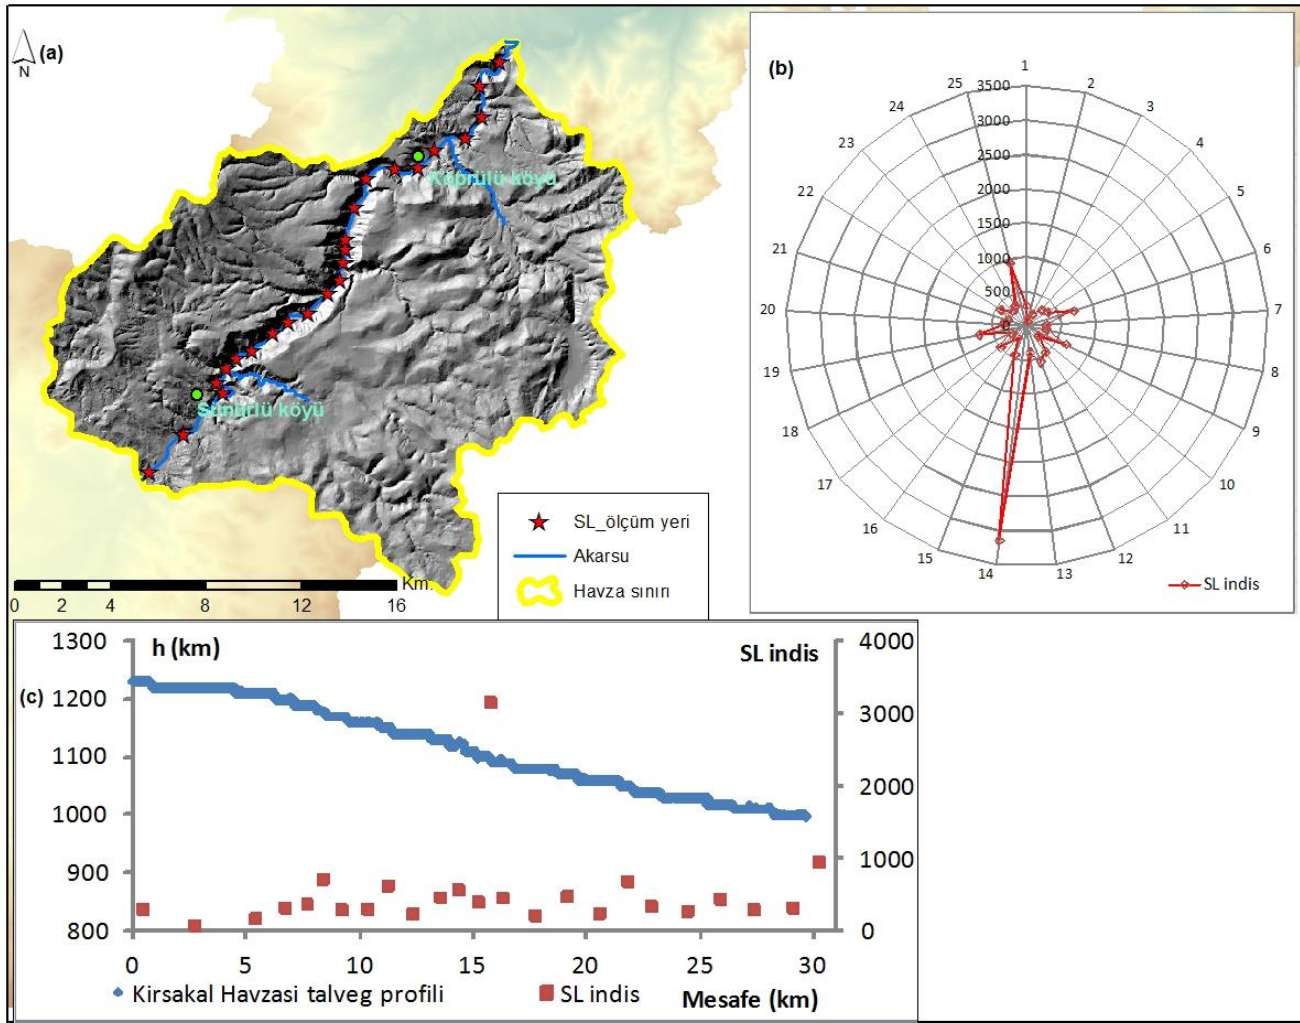 (a)
N
Köprülü köyü
Sünürlü köyü
SL_ölçüm yeri
Akarsu
Havza sınırı
Km.
0 2 4 8 12 16
(b)
1
2
3
4
5
6
7
8
9
10
11
12
13
14
15
16
17
18
19
20
21
22
23
24
25
3500
3000
2500
2000
1500
1000
500
0
SL indis
(c)
h (km)
SL indis
1300
1200
1100
1000
900
800
4000
3000
2000
1000
0
0 5 10 15 20 25 30
Kirsakal Havzasi talveg profili
SL indis
Mesafe (km)